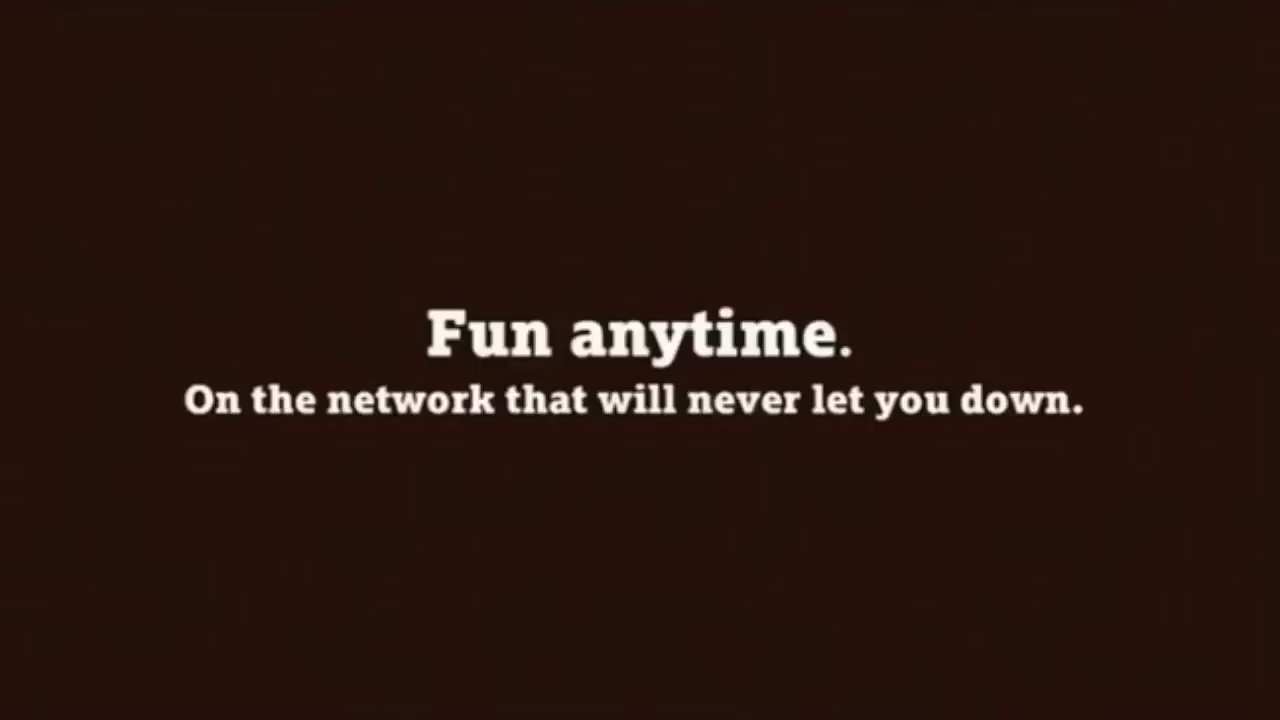 Fun anytime.
On the network that will never let you down.